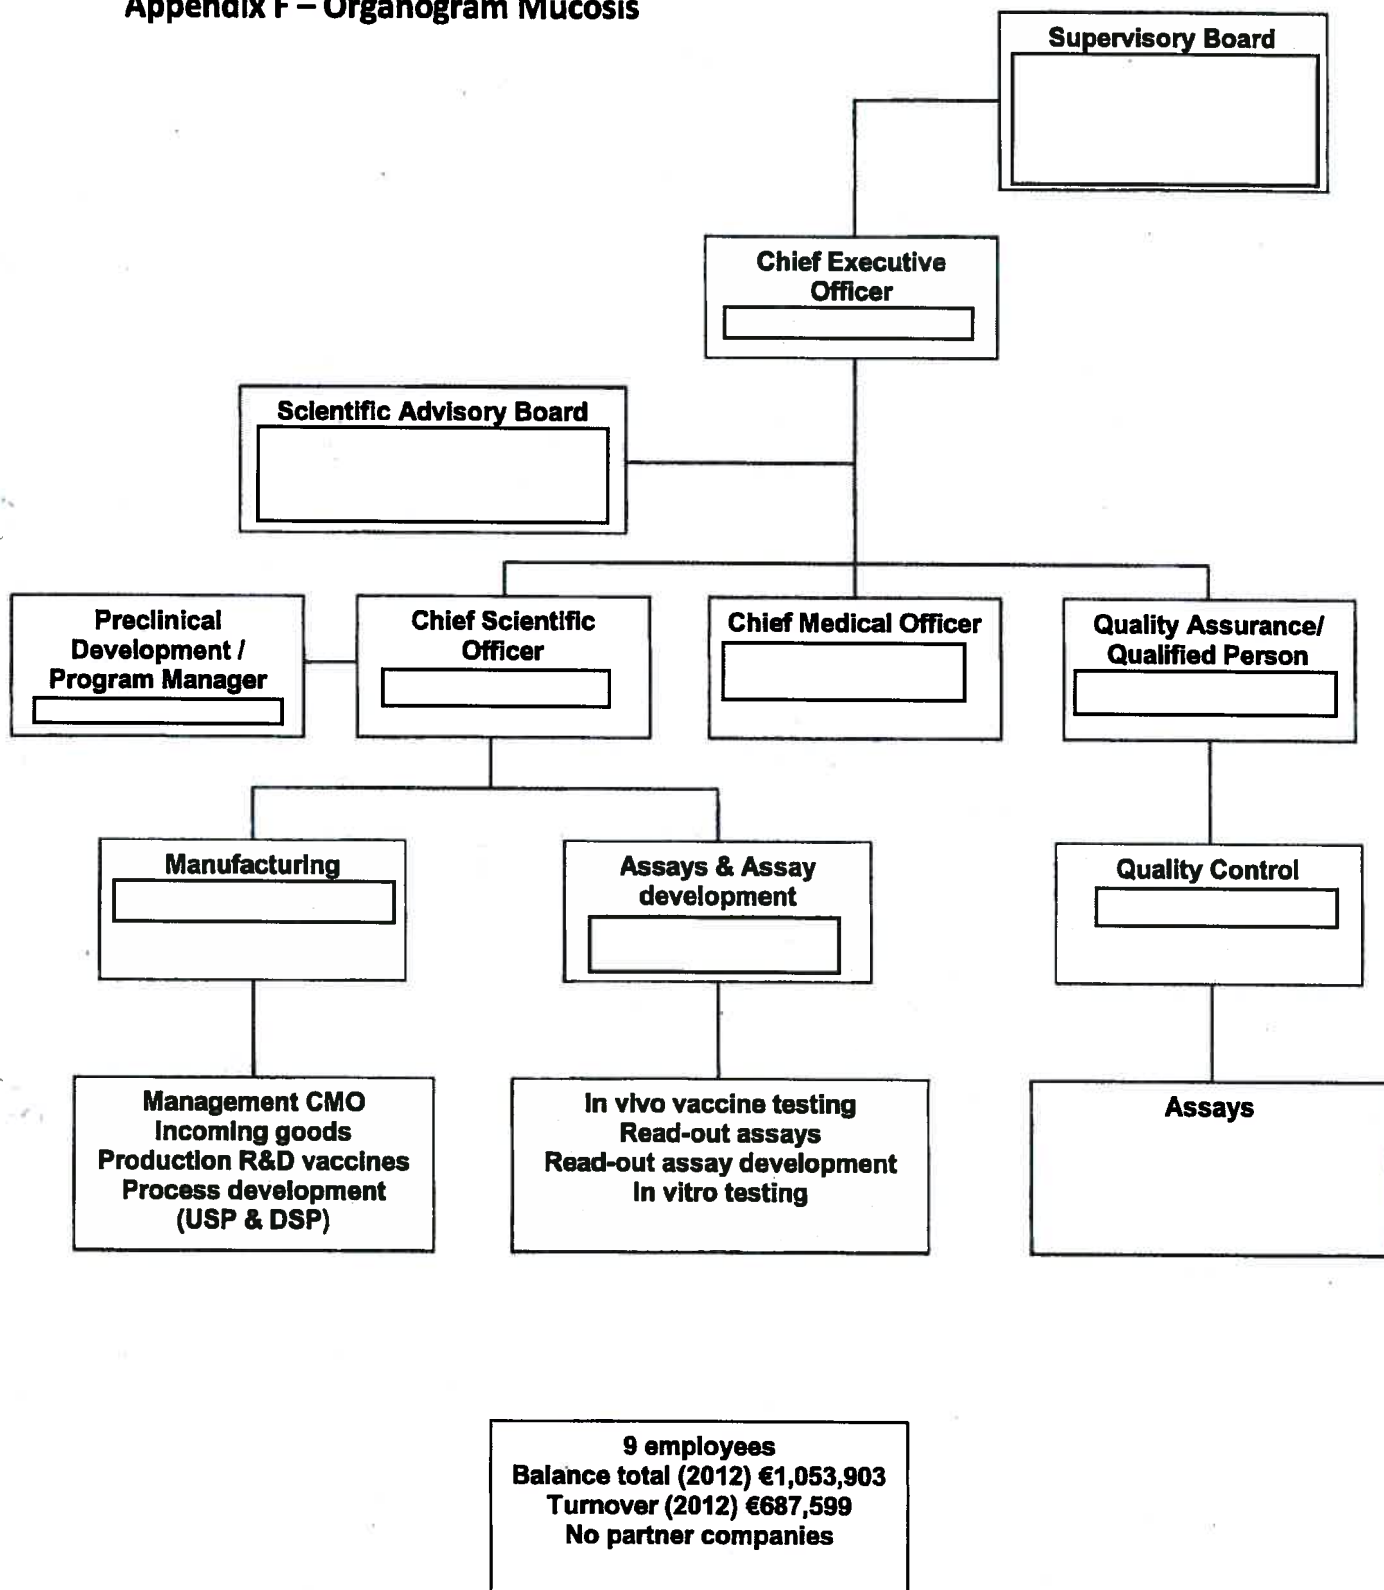 Appendix F – Organogram Mucosis
Supervisory Board
Chief Executive
Officer
Scientific Advisory Board
Preclinical
Development /
Program Manager
Chief Scientific
Officer
Chief Medical Officer
Quality Assurance/
Qualified Person
Manufacturing
Assays & Assay
development
Quality Control
Management CMO
Incoming goods
Production R&D vaccines
Process development
(USP & DSP)
In vivo vaccine testing
Read-out assays
Read-out assay development
In vitro testing
Assays
9 employees
Balance total (2012) €1,053,903
Turnover (2012) €687,599
No partner companies